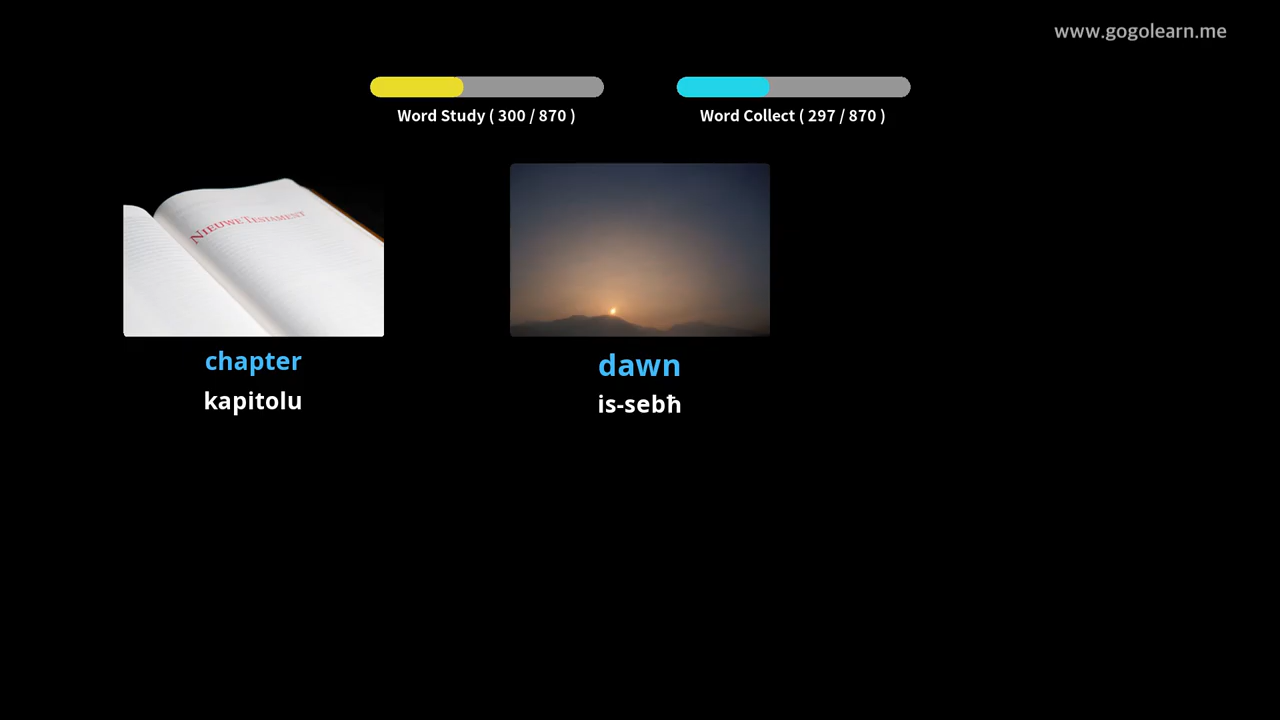 www.gogolearn.me
Word Study ( 300 / 870 )
Word Collect ( 297 / 870 )
NIEUWE TESTAMENT
chapter
kapitolu
dawn
is-sebħ